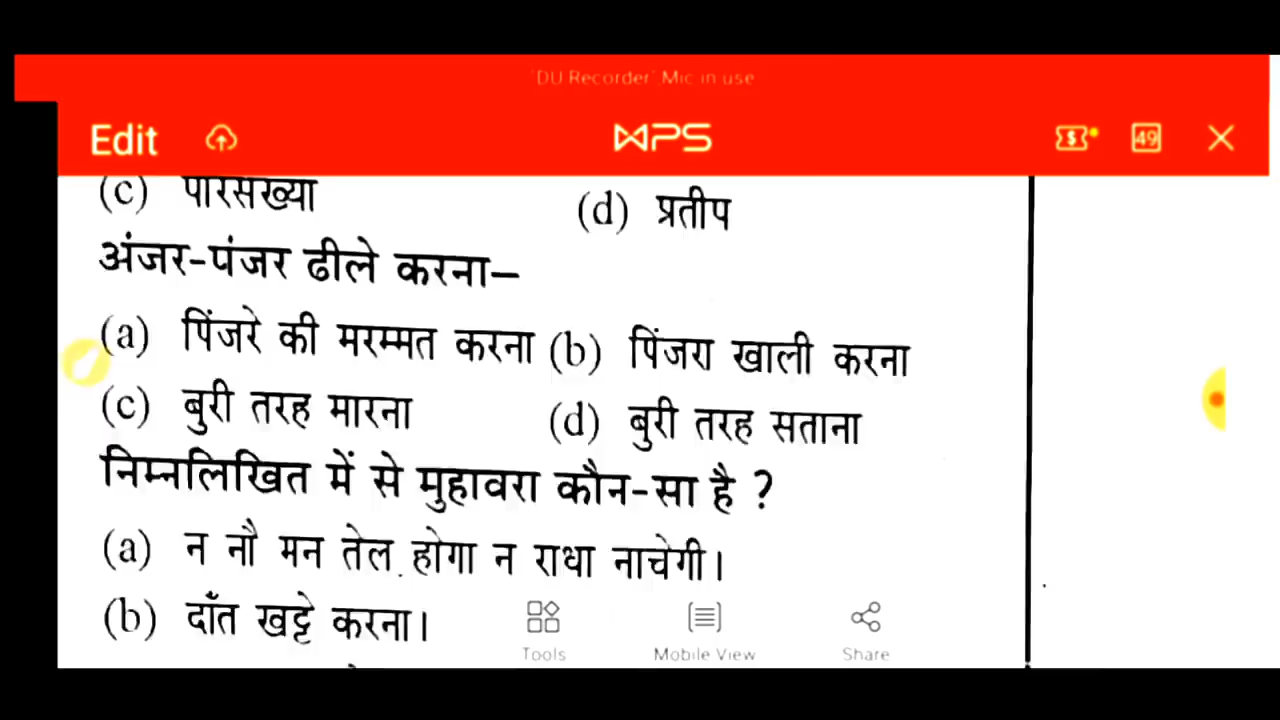 'DU Recorder' Mic in use
Edit WPS 49
(c) परिसंख्या (d) प्रतीप
अंजर-पंजर ढीले करना–
(a) पिंजरे की मरम्मत करना (b) पिंजरा खाली करना
(c) बुरी तरह मारना (d) बुरी तरह सताना
निम्नलिखित में से मुहावरा कौन-सा है ?
(a) न नौ मन तेल होगा न राधा नाचेगी।
(b) दाँत खट्टे करना।
Tools Mobile View Share